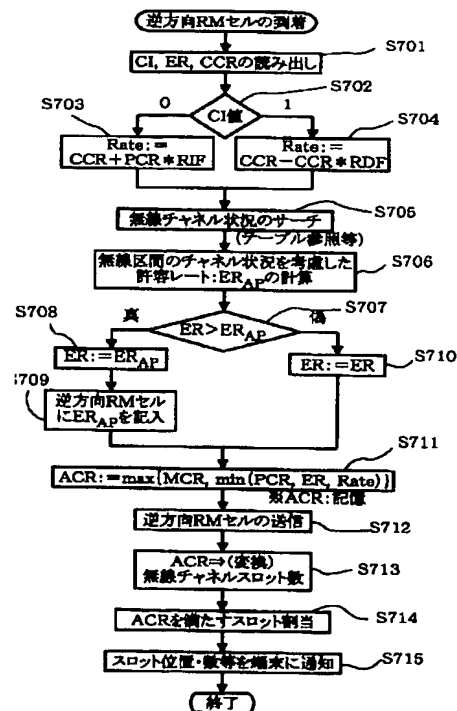 逆方向RMセルの到着
S701
CI, ER, CCRの読み出し
S702
S703
0
CI値
1
S704
Rate:=
CCR+PCR*RIF
Rate:=
CCR-CCR*RDF
S705
無線チャネル状況のサーチ
(テーブル参照等)
S706
無線区間のチャネル状況を考慮した
許容レート:ERAPの計算
S707
S708
真
ER>ERAP
偽
ER:=ERAP
ER:=ER
S710
S709
逆方向RMセル
にERAPを記入
S711
ACR:=max{MCR, min(PCR, ER, Rate)}
※ACR:記憶
逆方向RMセルの送信
S712
ACR⇒(変換)
無線チャネルスロット数
S713
ACRを満たすスロット割当
S714
スロット位置・数等を端末に通知
S715
終了